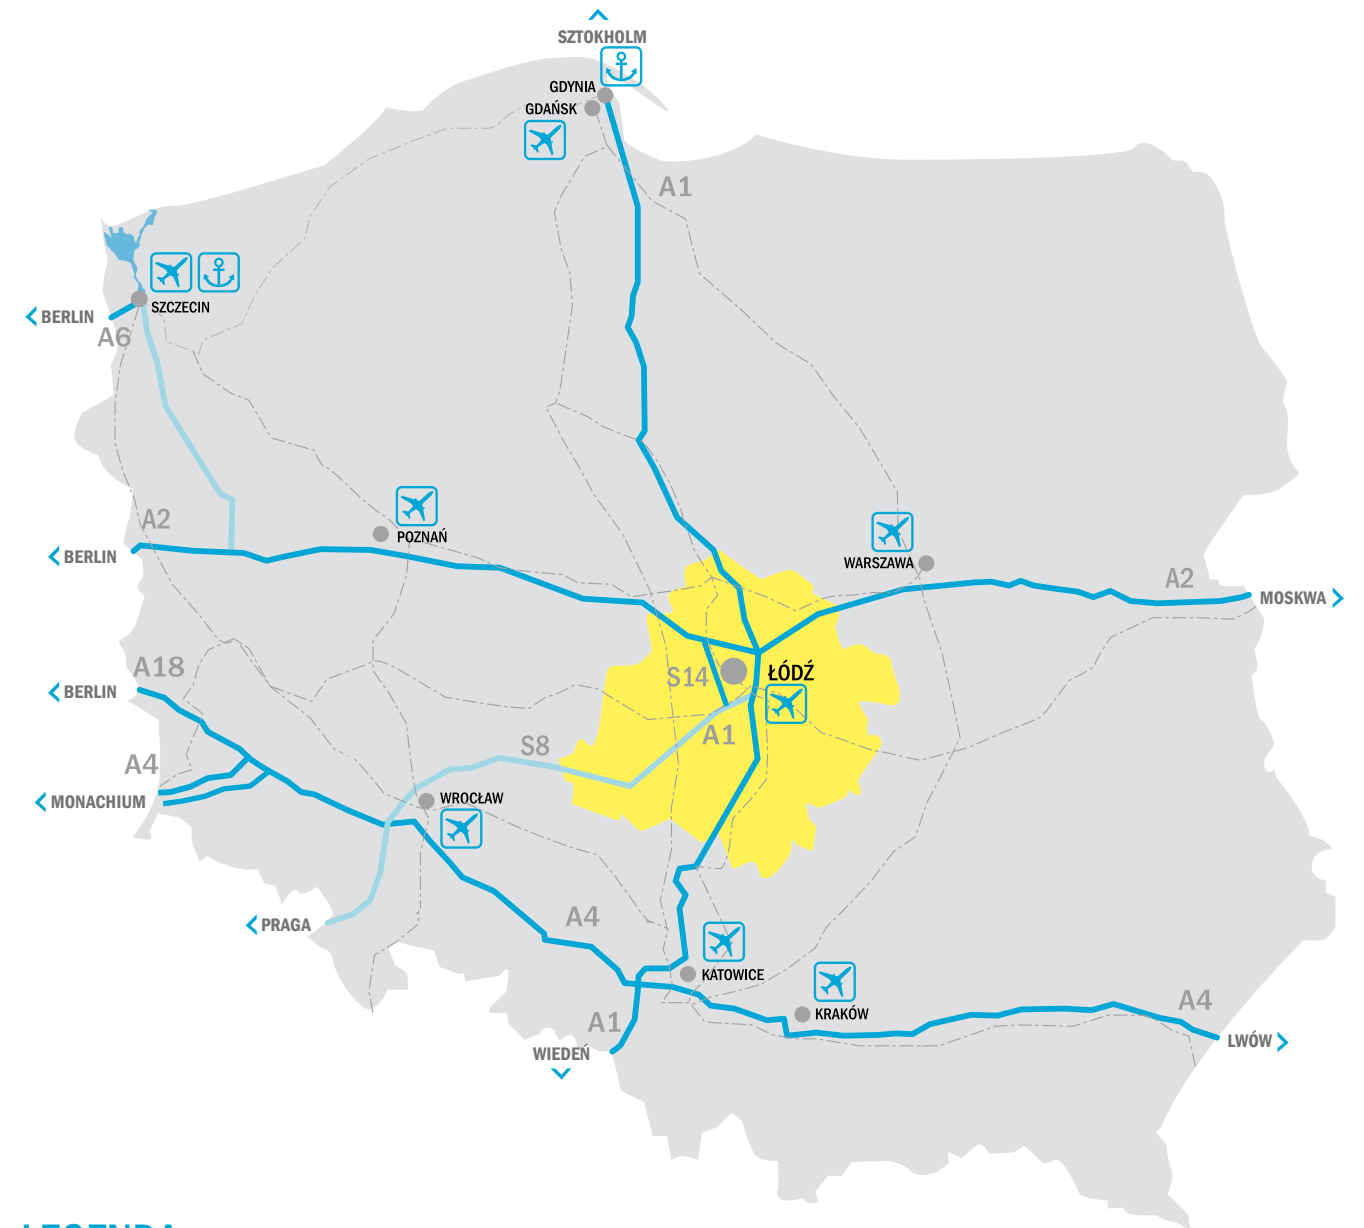 SZTOKHOLM
GDYNIA
GDAŃSK
A1
SZCZECIN
BERLIN
A6
A2
POZNAŃ
BERLIN
WARSZAWA
A2
MOSKWA
A18
S14
ŁÓDŹ
BERLIN
A1
S8
A4
MONACHIUM
WROCŁAW
A4
PRAGA
KATOWICE
A4
KRAKÓW
A1
LWÓW
WIEDEŃ
LEGENDA